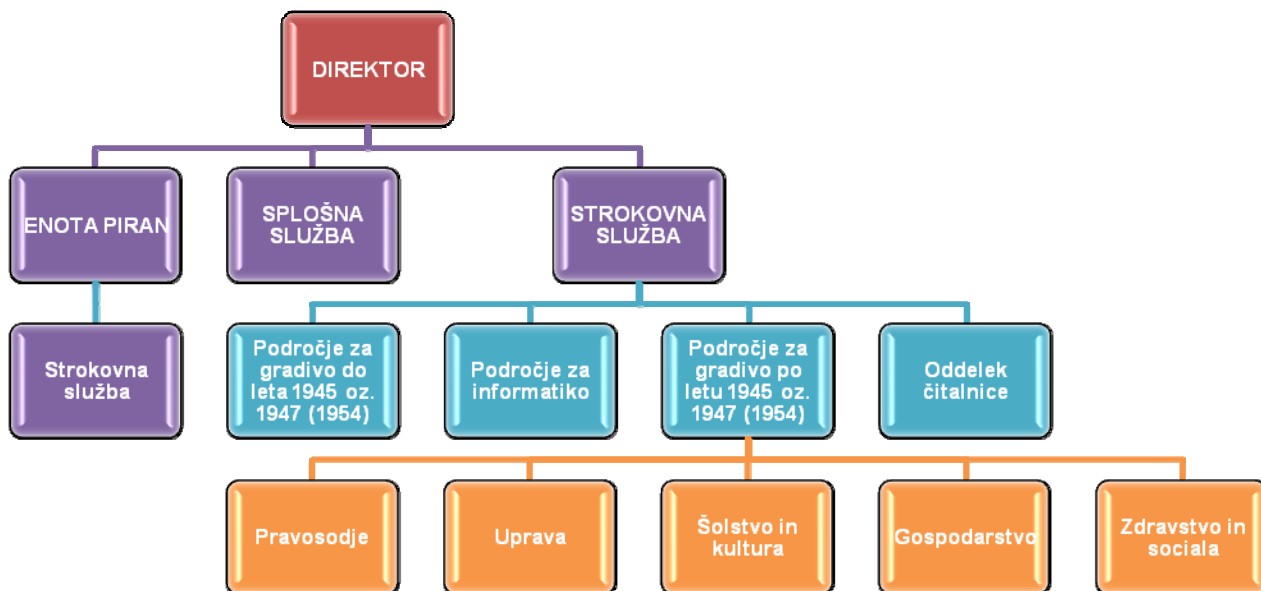 DIREKTOR
ENOTA PIRAN
SPLOŠNA
SLUŽBA
STROKOVNA
SLUŽBA
Strokovna
služba
Področje za
gradivo do
leta 1945 oz.
1947 (1954)
Področje za
informatiko
Področje za
gradivo po
letu 1945 oz.
1947 (1954)
Oddelek
čitalnice
Pravosodje
Uprava
Šolstvo in
kultura
Gospodarstvo
Zdravstvo in
sociala